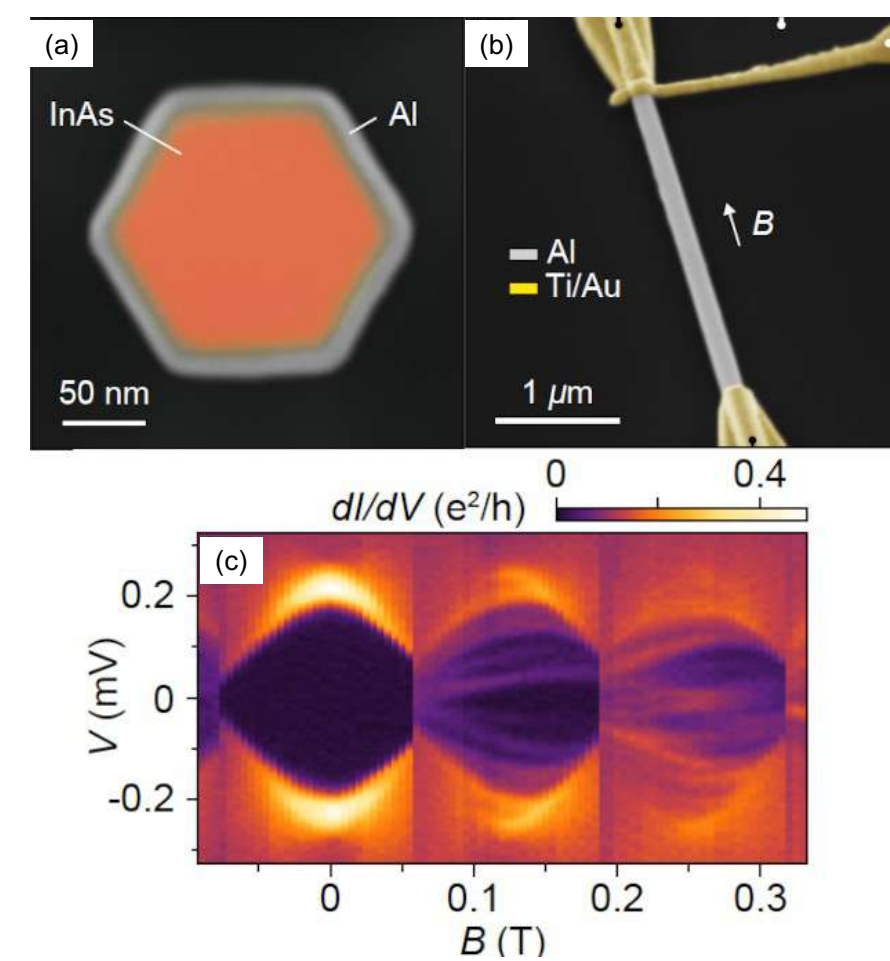 (a)
InAs
Al
50 nm
(b)
B
Al
Ti/Au
1 μm
0
0.4
dI/dV (e²/h)
(c)
0.2
0
-0.2
V (mV)
0
0.1
0.2
0.3
B (T)